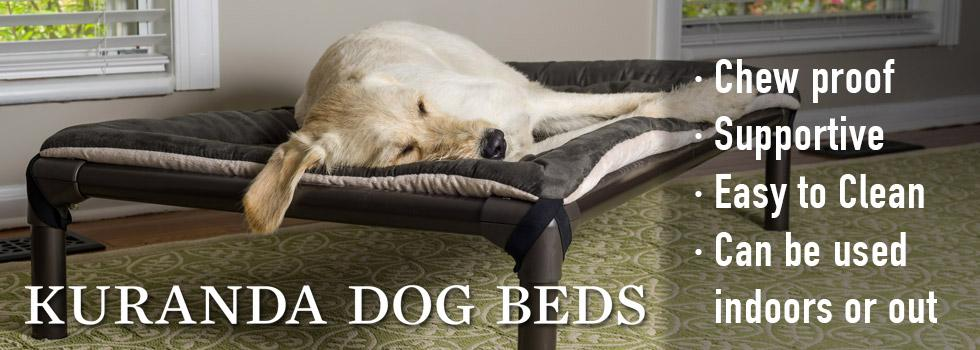 · Chew proof
· Supportive
· Easy to Clean
· Can be used
indoors or out
KURANDA DOG BEDS